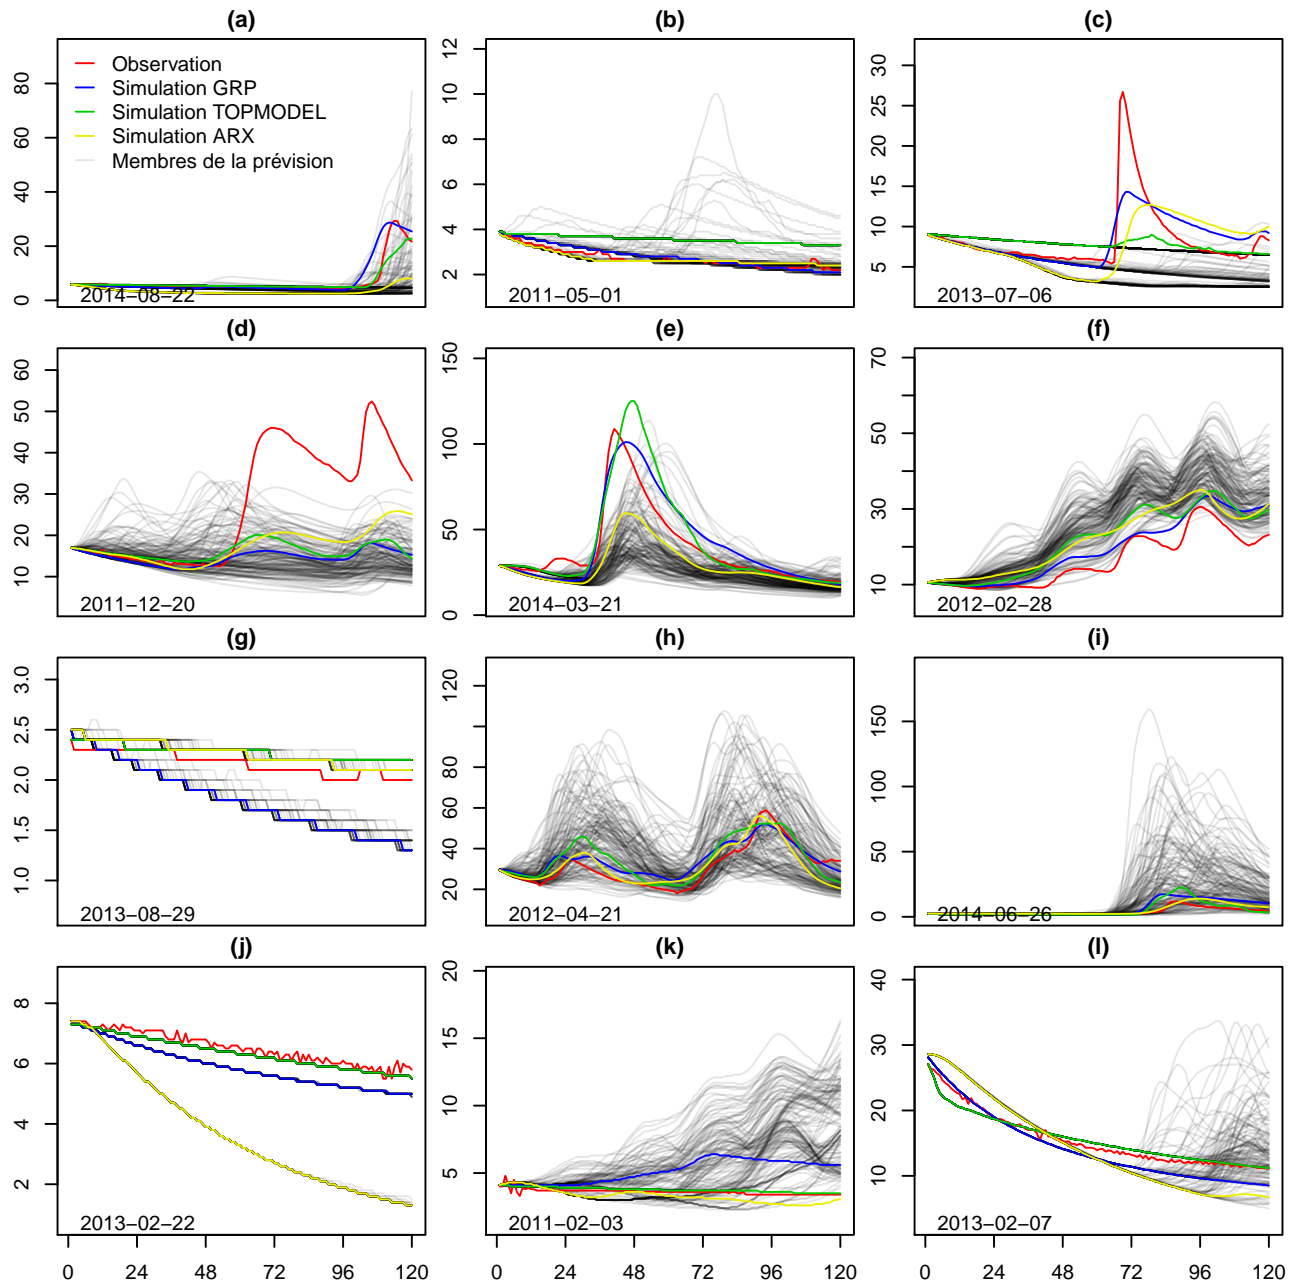 (a) (b) (c)
Observation
Simulation GRP
Simulation TOPMODEL
Simulation ARX
Membres de la prévision
0 20 40 60 80
2 4 6 8 10 12
5 10 15 20 25 30
2014−08−22 2011−05−01 2013−07−06
(d) (e) (f)
10 20 30 40 50 60
0 50 100 150
10 30 50 70
2011−12−20 2014−03−21 2012−02−28
(g) (h) (i)
1.0 1.5 2.0 2.5 3.0
20 40 60 80 120
0 50 100 150
2013−08−29 2012−04−21 2014−06−26
(j) (k) (l)
2 4 6 8
5 10 15 20
10 20 30 40
2013−02−22 2011−02−03 2013−02−07
0 24 48 72 96 120 0 24 48 72 96 120 0 24 48 72 96 120